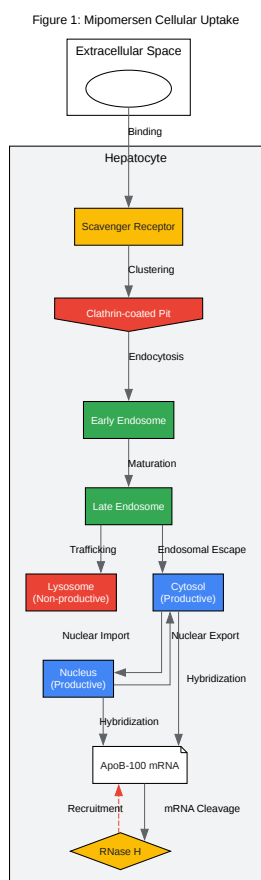 Figure 1: Mipomersen Cellular Uptake
Extracellular Space
Binding
Hepatocyte
Scavenger Receptor
Clustering
Clathrin-coated Pit
Endocytosis
Early Endosome
Maturation
Late Endosome
Trafficking
Endosomal Escape
Lysosome
(Non-productive)
Cytosol
(Productive)
Nuclear Import
Nuclear Export
Hybridization
Nucleus
(Productive)
Hybridization
ApoB-100 mRNA
Recruitment
mRNA Cleavage
RNase H